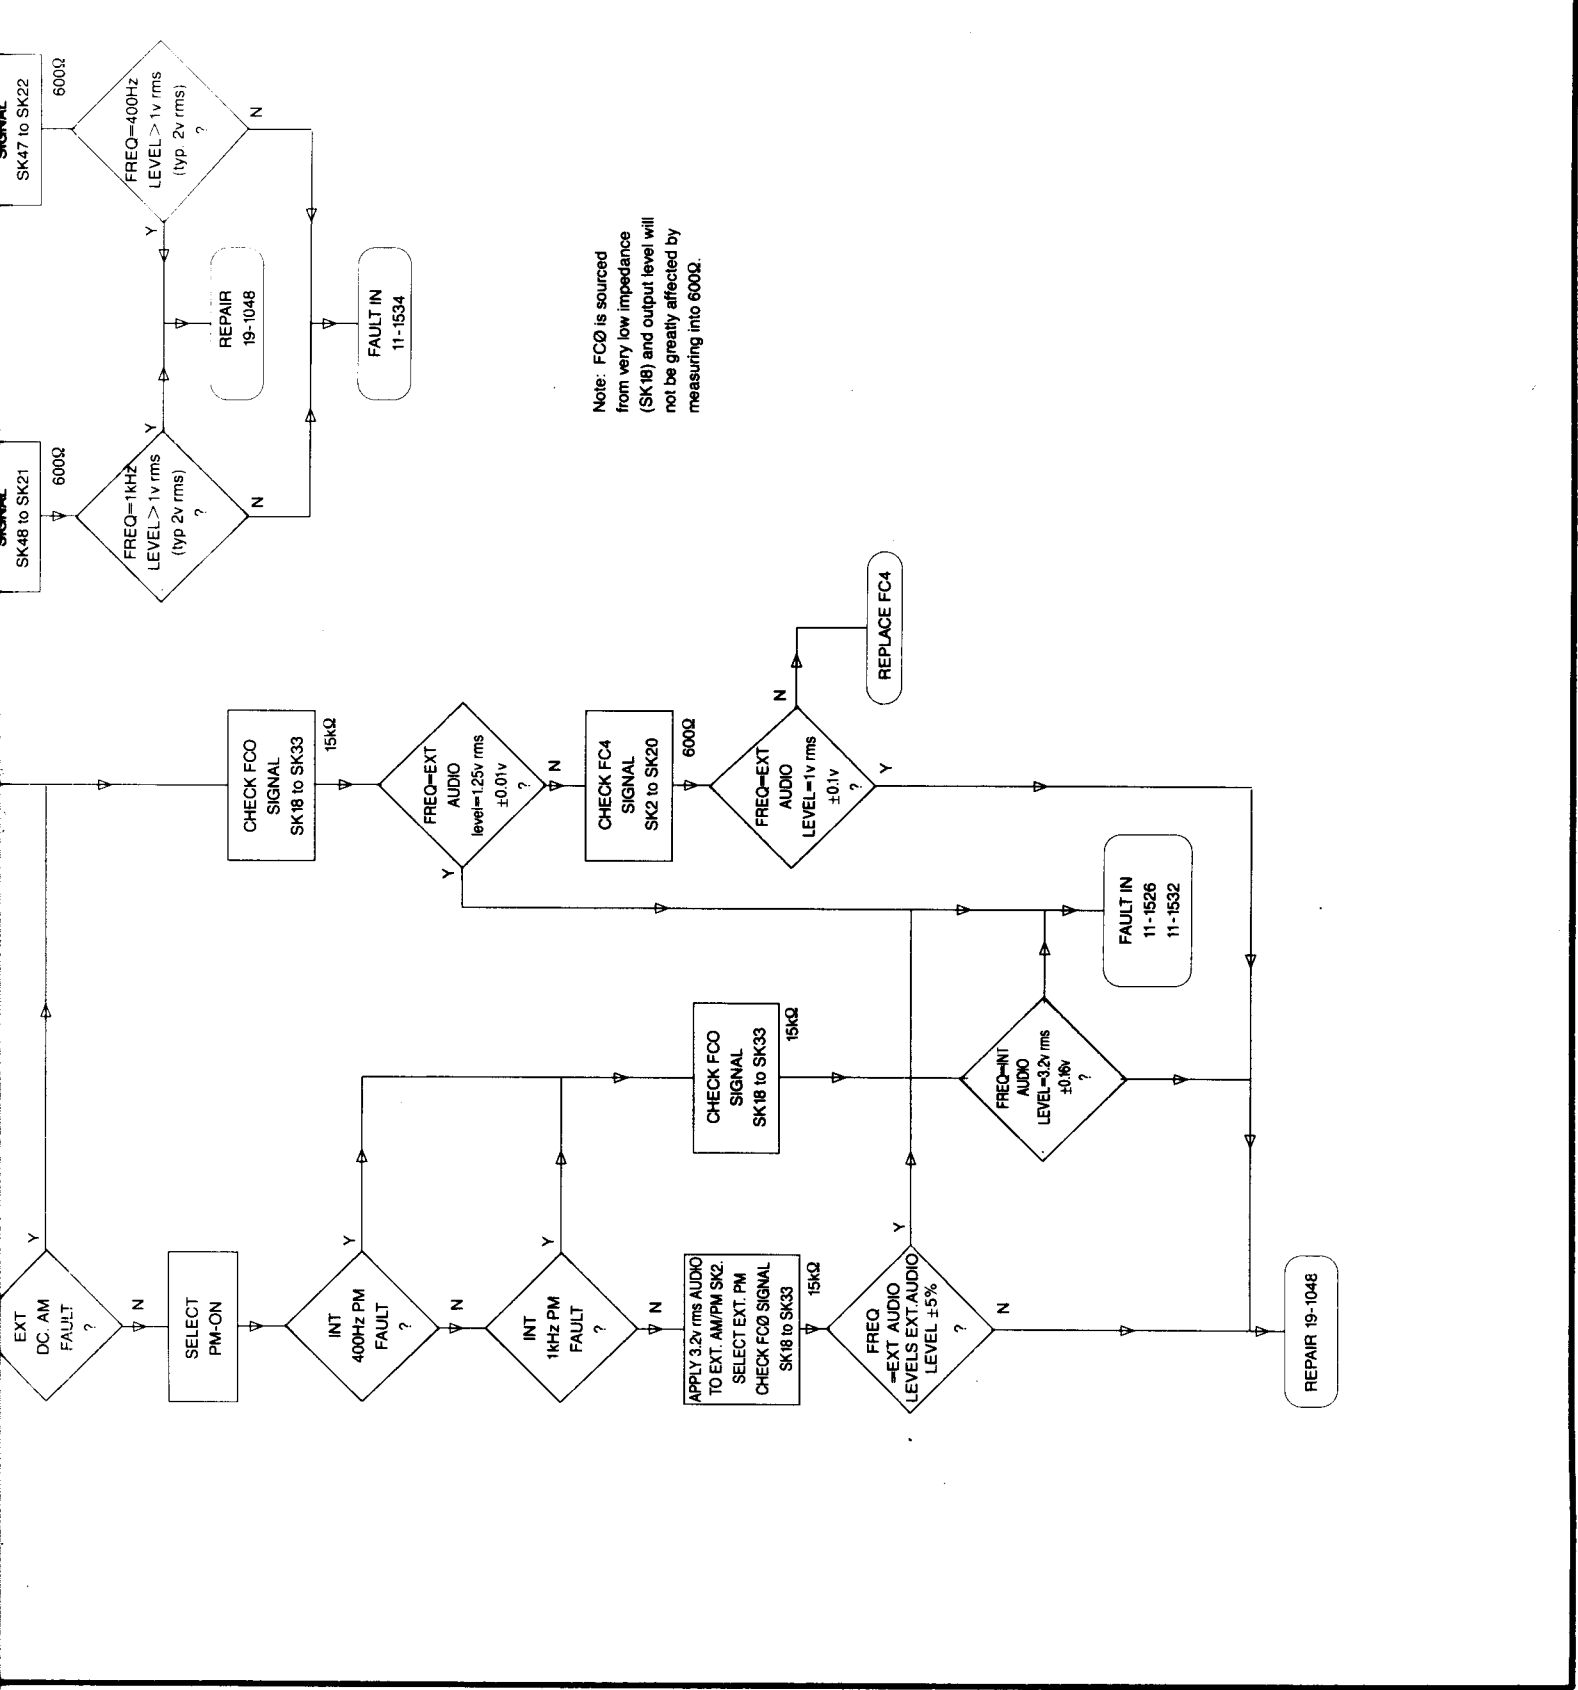 EXT
DC. AM
FAULT
?
Y
N
SELECT
PM-ON
INT
400Hz PM
FAULT
?
Y
N
INT
1kHz PM
FAULT
?
Y
N
APPLY 3.2v rms AUDIO
TO EXT. AM/PM SK2.
SELECT EXT. PM
CHECK FCØ SIGNAL
SK18 to SK33
15kΩ
FREQ
=EXT AUDIO
LEVELS EXT.AUDIO
LEVEL ±5%
?
Y
N
REPAIR 19-1048
CHECK FCO
SIGNAL
SK18 to SK33
15kΩ
FREQ=INT
AUDIO
LEVEL=3.2v rms
±0.16v
?
FAULT IN
11-1526
11-1532
CHECK FCO
SIGNAL
SK18 to SK33
15kΩ
FREQ=EXT
AUDIO
level=1.25v rms
±0.01v
?
Y
N
CHECK FC4
SIGNAL
SK2 to SK20
600Ω
FREQ=EXT
AUDIO
LEVEL=1v rms
±0.1v
?
N
Y
REPLACE FC4
SIGNAL
SK48 to SK21
600Ω
FREQ=1kHz
LEVEL>1v rms
(typ 2v rms)
?
Y
N
SIGNAL
SK47 to SK22
600Ω
FREQ=400Hz
LEVEL>1v rms
(typ. 2v rms)
?
Y
N
REPAIR
19-1048
FAULT IN
11-1534
Note: FCØ is sourced
from very low impedance
(SK18) and output level will
not be greatly affected by
measuring into 600Ω.